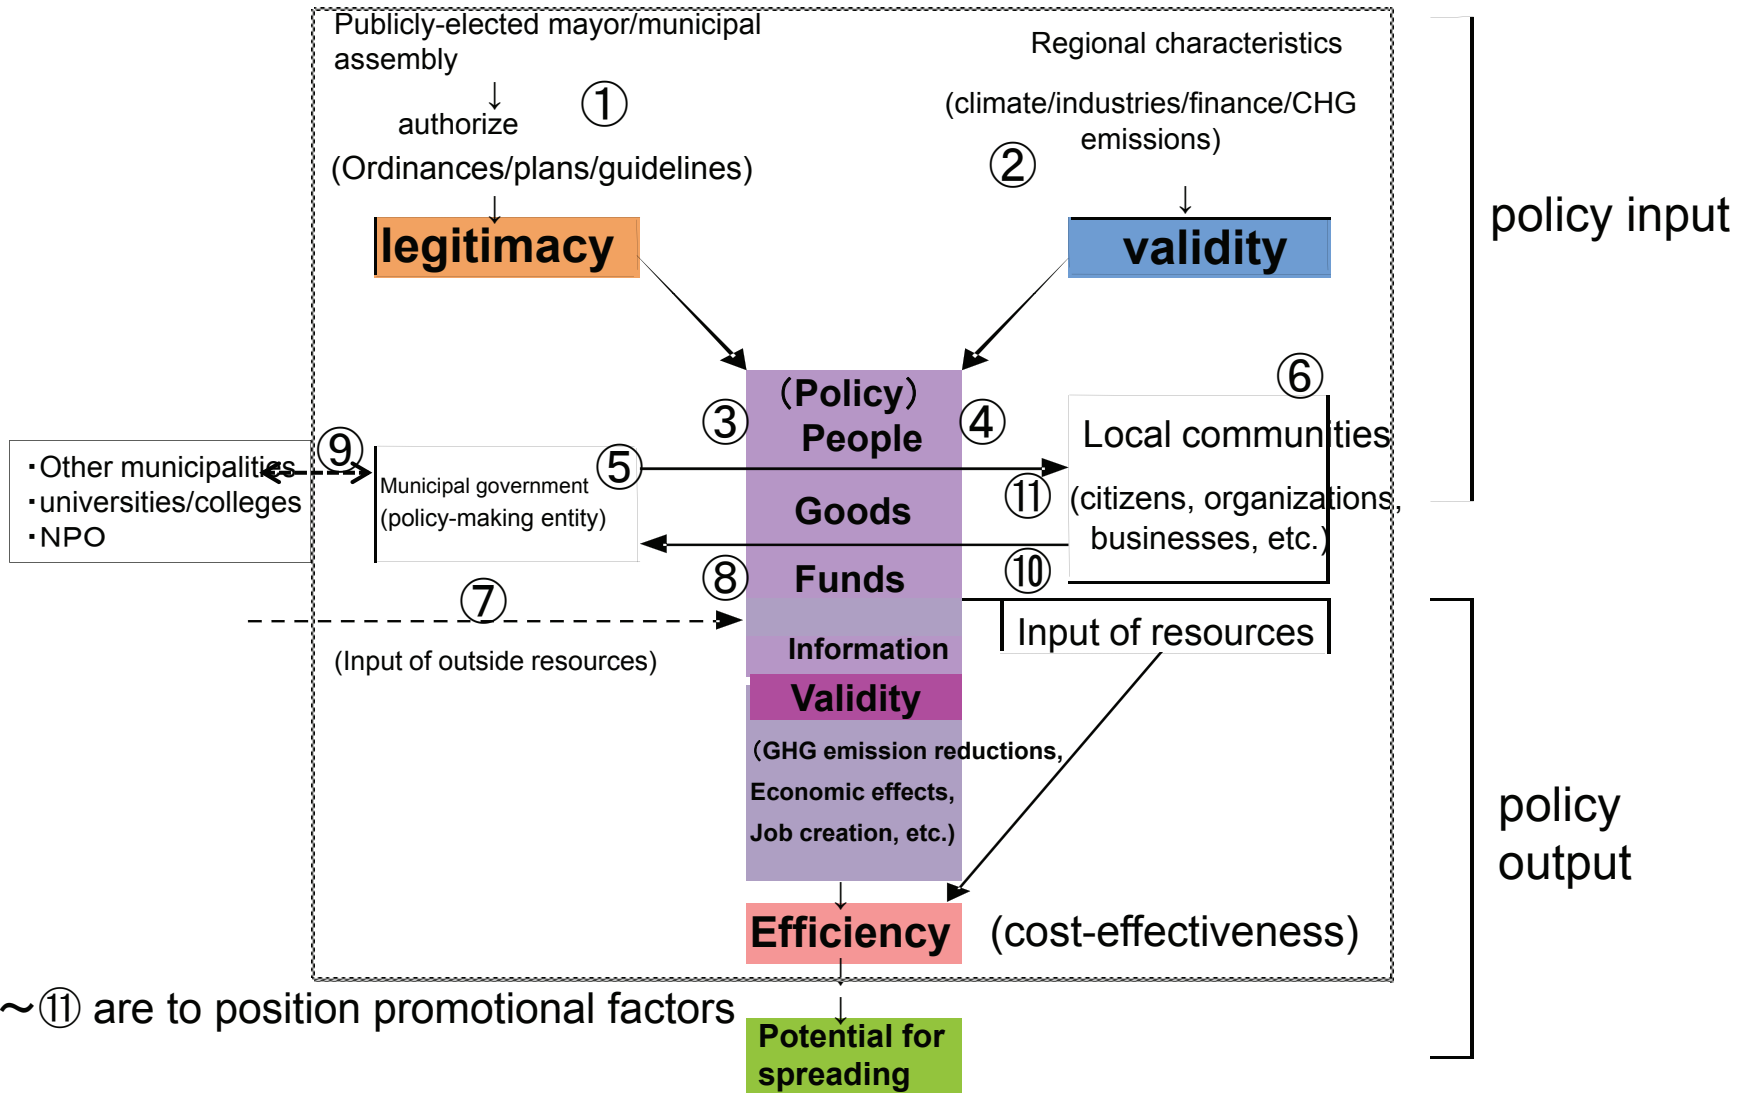 Publicly-elected mayor/municipal
assembly
↓
authorize
①
(Ordinances/plans/guidelines)
↓
legitimacy
Regional characteristics
(climate/industries/finance/CHG
emissions)
②
↓
validity
policy input
(Policy)
People
Goods
Funds
Information
③
④
⑥
Local communities
(citizens, organizations,
businesses, etc.)
⑨
・Other municipalities
・universities/colleges
・NPO
⑤
Municipal government
(policy-making entity)
⑪
⑧
⑩
⑦
(Input of outside resources)
Input of resources
Validity
(GHG emission reductions,
Economic effects,
Job creation, etc.)
↓
Efficiency
(cost-effectiveness)
policy
output
↓
↓
~⑪ are to position promotional factors
Potential for
spreading